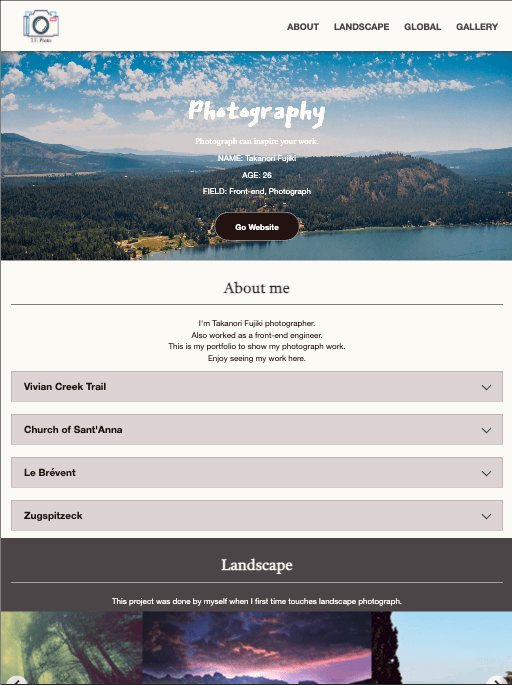 T.F. Photo
ABOUT LANDSCAPE GLOBAL GALLERY
Photography
Photograph can inspire your work.
NAME: Takanori Fujiki
AGE: 26
FIELD: Front-end, Photograph
Go Website
About me
I'm Takanori Fujiki photographer.
Also worked as a front-end engineer.
This is my portfolio to show my photograph work.
Enjoy seeing my work here.
Vivian Creek Trail
Church of Sant'Anna
Le Brévent
Zugspitzeck
Landscape
This project was done by myself when I first time touches landscape photograph.